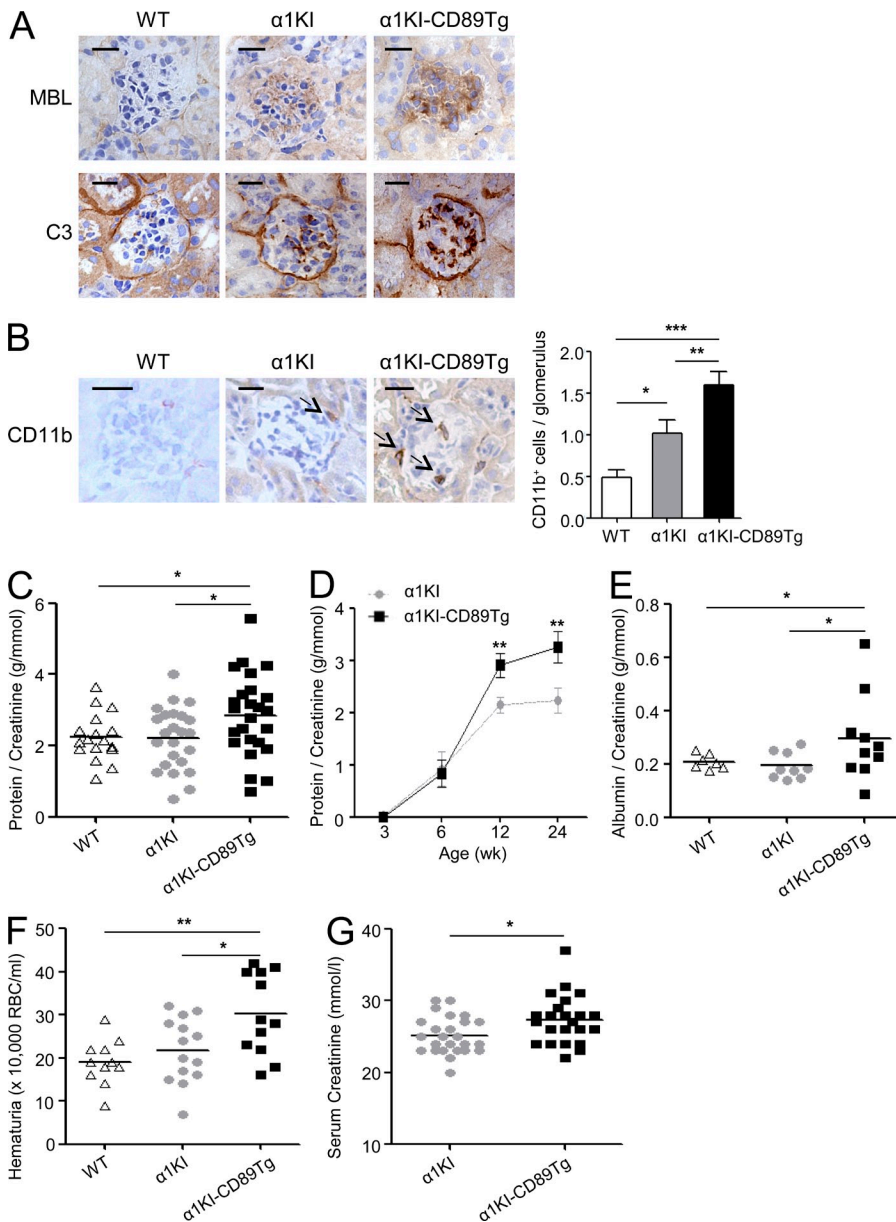 A
WT α1KI α1KI-CD89Tg
MBL
C3
B
WT α1KI α1KI-CD89Tg
CD11b
CD11b+ cells / glomerulus
2.0
1.5
1.0
0.5
0.0
***
**
*
WT α1KI α1KI-CD89Tg
C
Protein / Creatinine (g/mmol)
6
4
2
0
*
*
WT α1KI α1KI-CD89Tg
D
α1KI
α1KI-CD89Tg
Protein / Creatinine (g/mmol)
4
3
2
1
0
**
**
3 6 12 24
Age (wk)
E
Albumin / Creatinine (g/mmol)
0.8
0.6
0.4
0.2
0.0
*
*
WT α1KI α1KI-CD89Tg
F
Hematuria (x 10,000 RBC/ml)
50
40
30
20
10
0
**
*
WT α1KI α1KI-CD89Tg
G
Serum Creatinine (mmol/l)
40
30
20
10
*
α1KI α1KI-CD89Tg